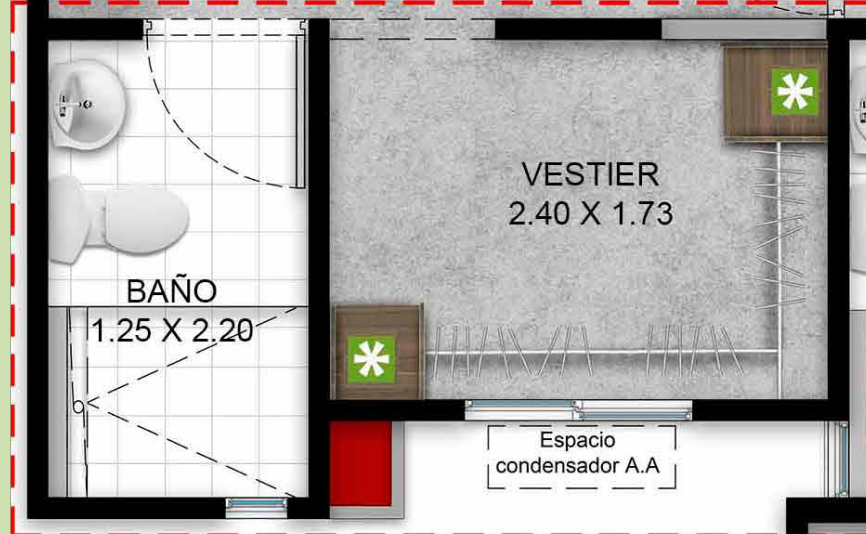 VESTIER
2.40 X 1.73
BAÑO
1.25 X 2.20
Espacio
condensador A.A